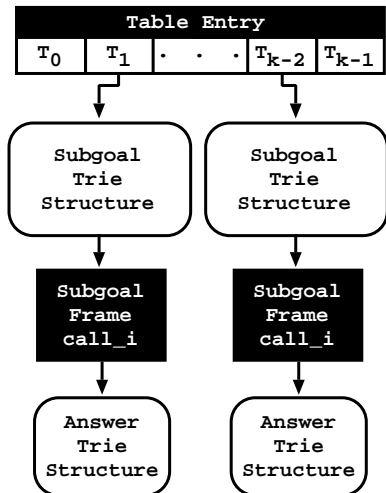 Table Entry
T0 T1 . . . Tk-2 Tk-1
Subgoal Trie Structure
Subgoal Trie Structure
Subgoal Frame call_i
Subgoal Frame call_i
Answer Trie Structure
Answer Trie Structure